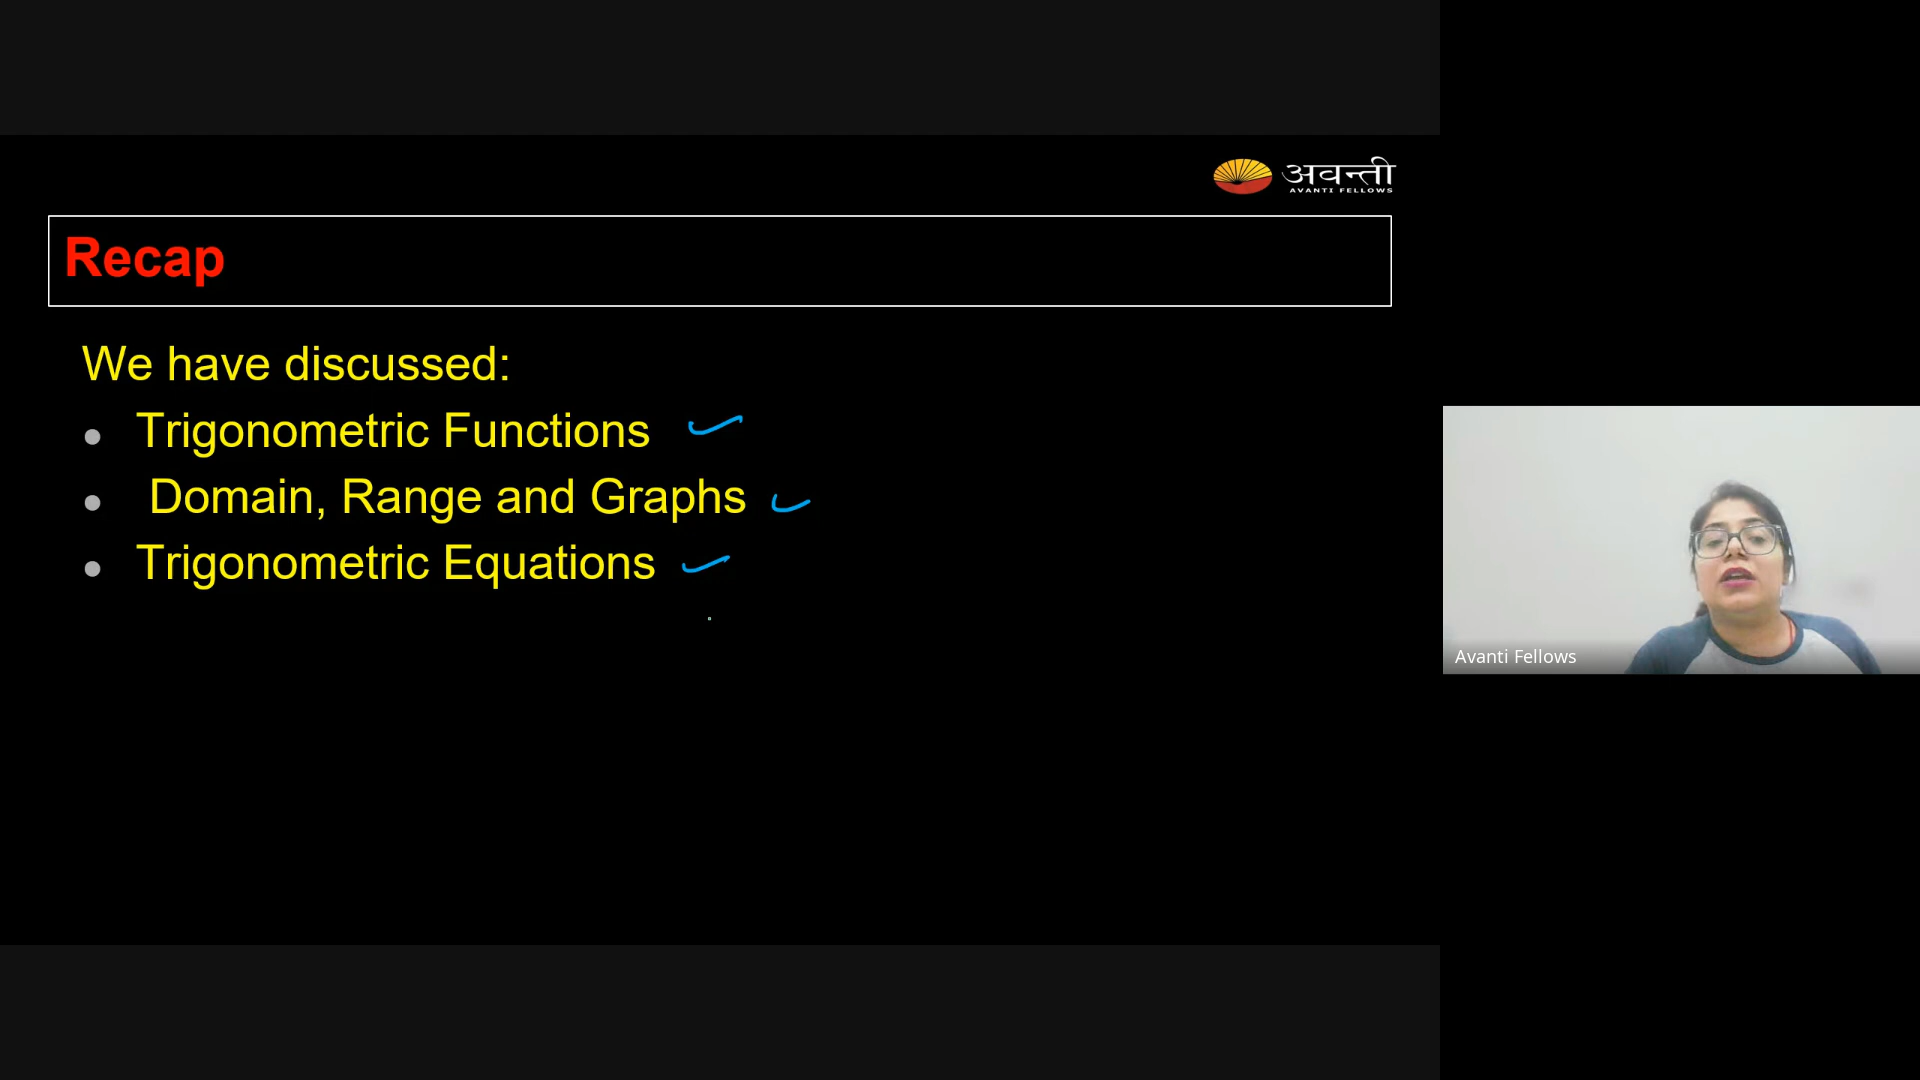 अवन्ती
AVANTI FELLOWS
Recap
We have discussed:
Trigonometric Functions
Domain, Range and Graphs
Trigonometric Equations
Avanti Fellows